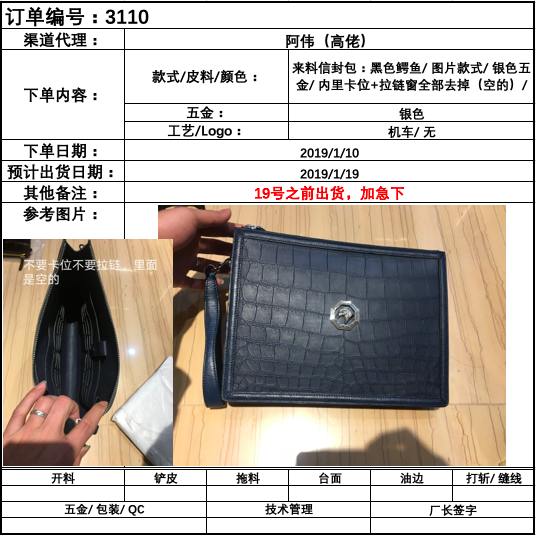 订单编号：3110
渠道代理：
阿伟（高佬）
下单内容：
款式/皮料/颜色：
来料信封包：黑色鳄鱼/ 图片款式/ 银色五
金/ 内里卡位+拉链窗全部去掉（空的）/
五金：
银色
工艺/Logo：
机车/ 无
下单日期：
2019/1/10
预计出货日期：
2019/1/19
其他备注：
19号之前出货，加急下
参考图片：
不要卡位不要拉链，里面
是空的
开料
铲皮
拖料
台面
油边
打斩/ 缝线
五金/ 包装/ QC
技术管理
厂长签字